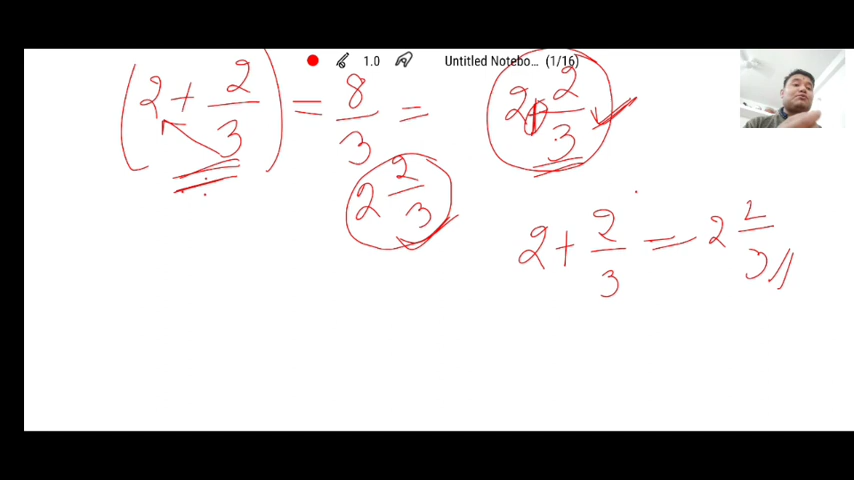 1.0 Untitled Notebo... (1/16)
(2 + 2/3) = 8/3 = 2+2/3
2 2/3
2 + 2/3 = 2 2/3